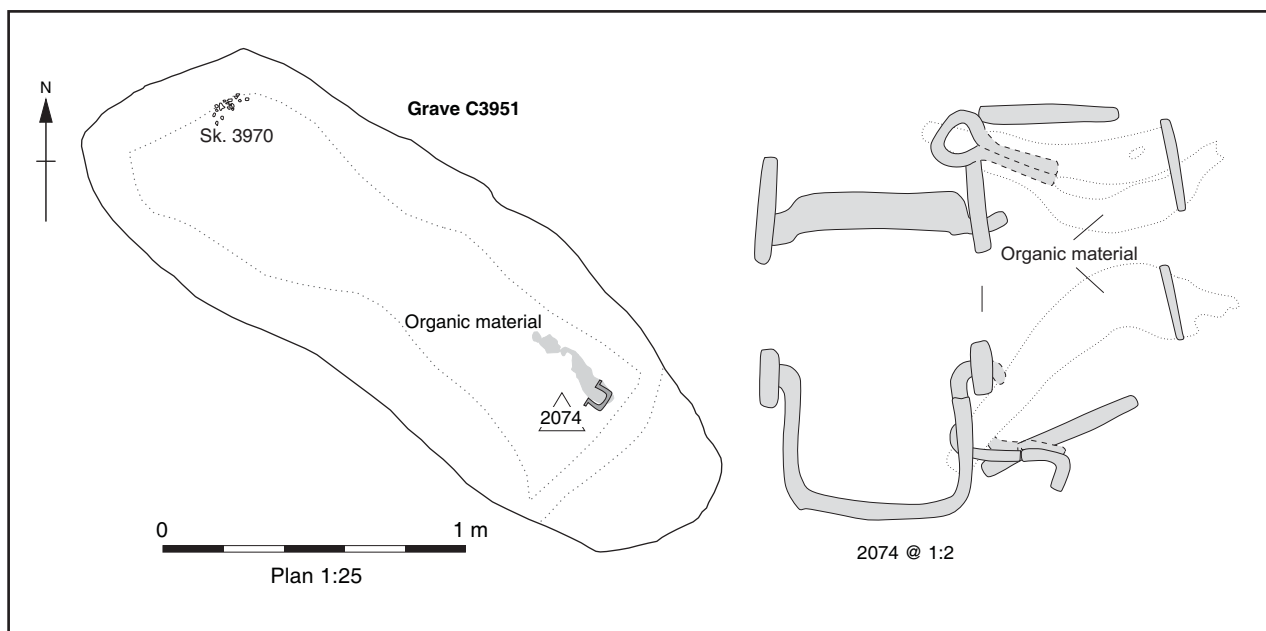 N
Grave C3951
Sk. 3970
Organic material
2074
0 1 m
Plan 1:25
Organic material
2074 @ 1:2